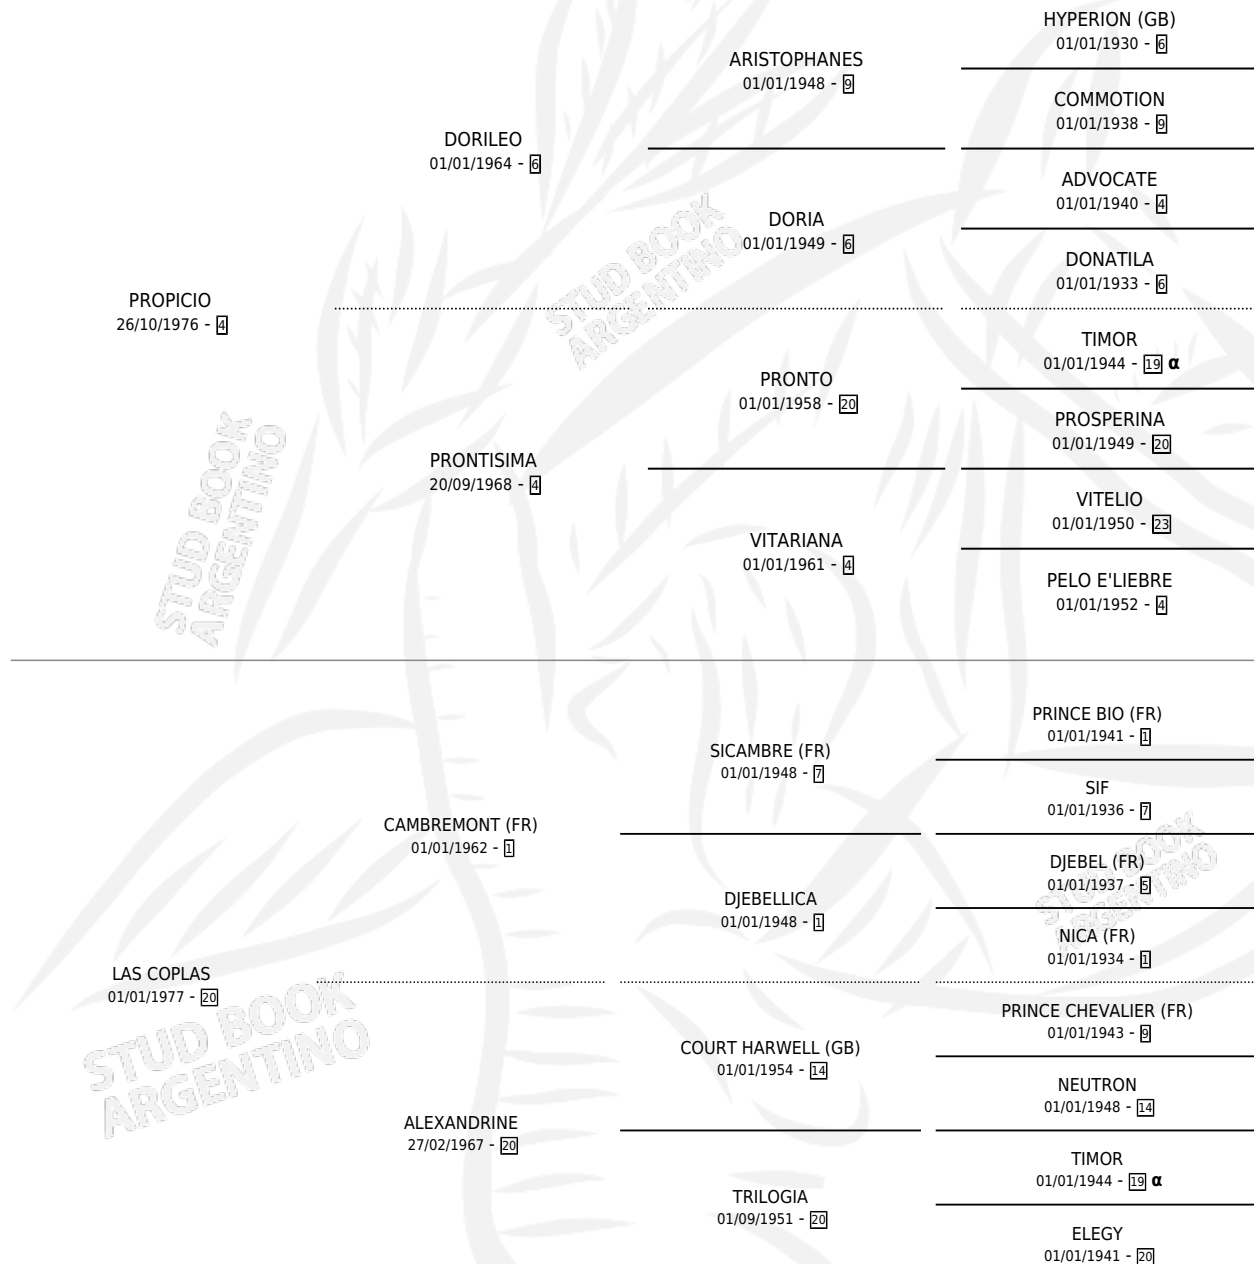 HYPERION (GB)
01/01/1930 - 6
ARISTOPHANES
01/01/1948 - 9
COMMOTION
01/01/1938 - 9
DORILEO
01/01/1964 - 6
ADVOCATE
01/01/1940 - 4
DORIA
01/01/1949 - 6
DONATILA
01/01/1933 - 6
PROPICIO
26/10/1976 - 4
TIMOR
01/01/1944 - 19 α
PRONTO
01/01/1958 - 20
PROSPERINA
01/01/1949 - 20
PRONTISIMA
20/09/1968 - 4
VITELIO
01/01/1950 - 23
VITARIANA
01/01/1961 - 4
PELO E'LIEBRE
01/01/1952 - 4
PRINCE BIO (FR)
01/01/1941 - 1
SICAMBRE (FR)
01/01/1948 - 7
SIF
01/01/1936 - 7
CAMBREMONT (FR)
01/01/1962 - 1
DJEBEL (FR)
01/01/1937 - 5
DJEBELLICA
01/01/1948 - 1
NICA (FR)
01/01/1934 - 1
LAS COPLAS
01/01/1977 - 20
PRINCE CHEVALIER (FR)
01/01/1943 - 9
COURT HARWELL (GB)
01/01/1954 - 14
NEUTRON
01/01/1948 - 14
ALEXANDRINE
27/02/1967 - 20
TIMOR
01/01/1944 - 19 α
TRILOGIA
01/09/1951 - 20
ELEGY
01/01/1941 - 20
STUD BOOK
ARGENTINO
STUD BOOK
ARGENTINO
STUD BOOK
ARGENTINO
STUD BOOK
ARGENTINO